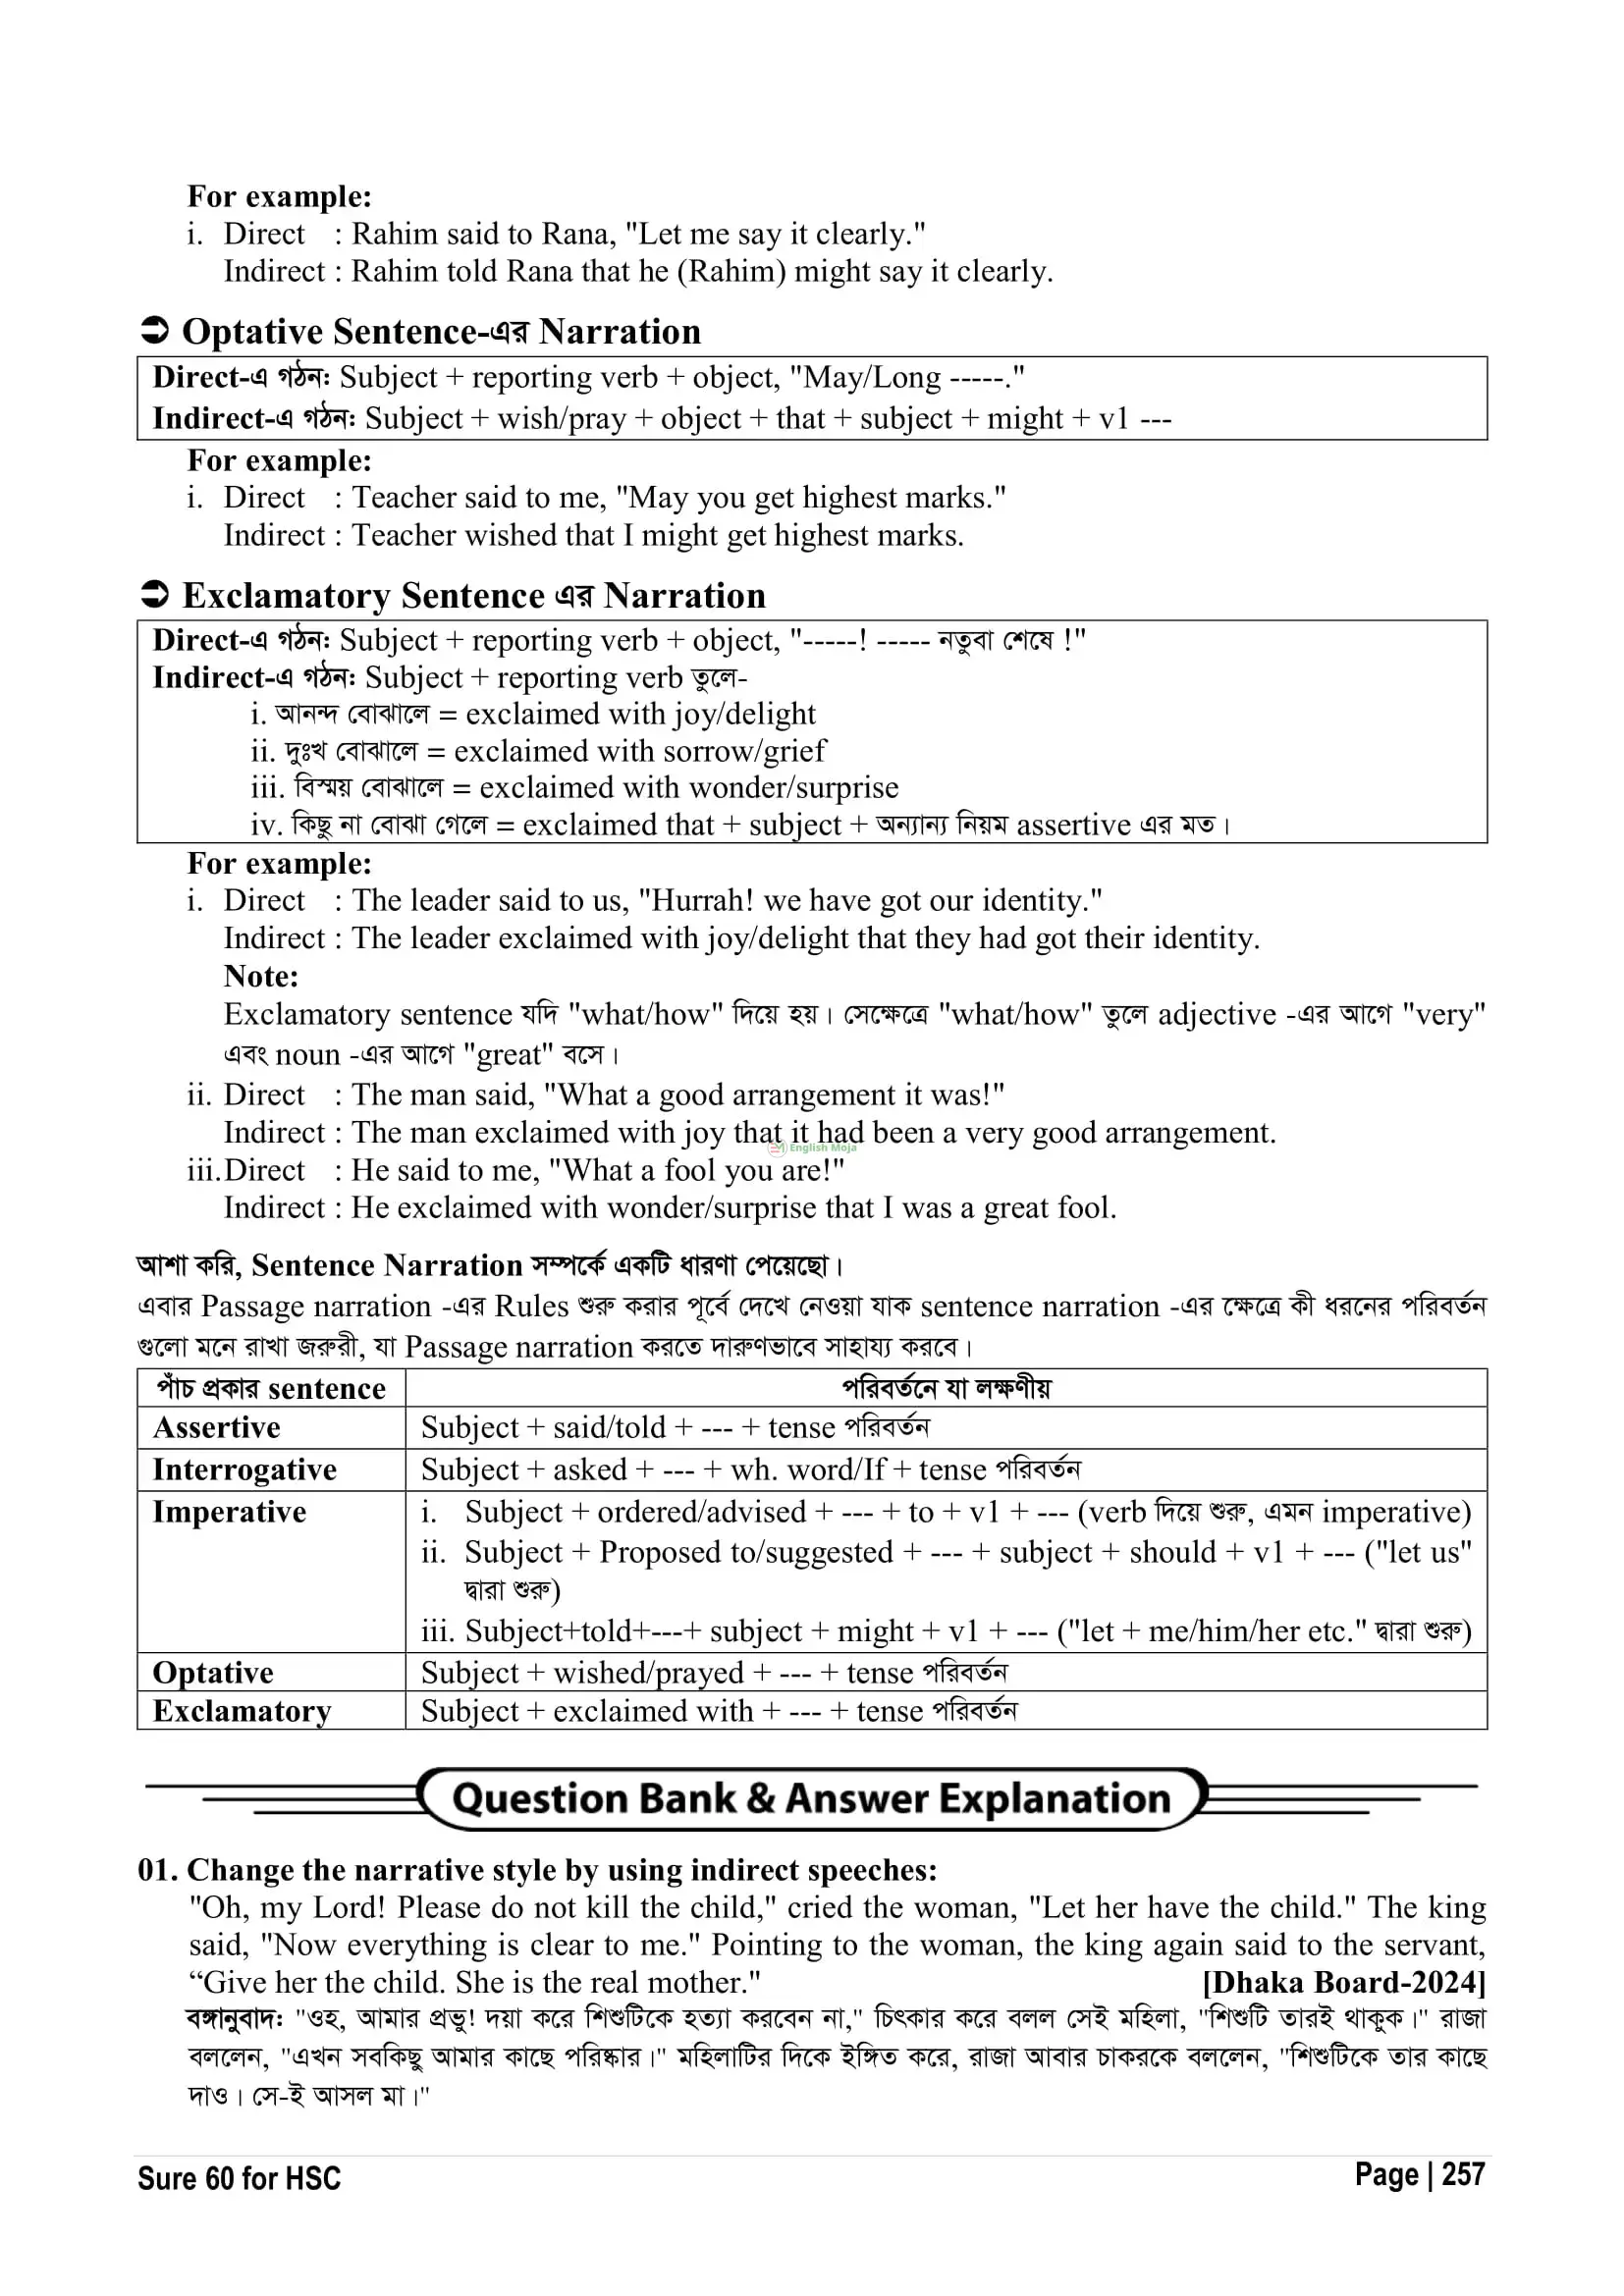 For example:
i. Direct : Rahim said to Rana, "Let me say it clearly."
Indirect : Rahim told Rana that he (Rahim) might say it clearly.
➲ Optative Sentence-এর Narration
Direct-এ গঠন: Subject + reporting verb + object, "May/Long -----."
Indirect-এ গঠন: Subject + wish/pray + object + that + subject + might + v1 ---
For example:
i. Direct : Teacher said to me, "May you get highest marks."
Indirect : Teacher wished that I might get highest marks.
➲ Exclamatory Sentence এর Narration
Direct-এ গঠন: Subject + reporting verb + object, "-----! ----- নতুবা শেষে !"
Indirect-এ গঠন: Subject + reporting verb তুলে-
i. আনন্দ বোঝালে = exclaimed with joy/delight
ii. দুঃখ বোঝালে = exclaimed with sorrow/grief
iii. বিস্ময় বোঝালে = exclaimed with wonder/surprise
iv. কিছু না বোঝা গেলে = exclaimed that + subject + অন্যান্য নিয়ম assertive এর মত।
For example:
i. Direct : The leader said to us, "Hurrah! we have got our identity."
Indirect : The leader exclaimed with joy/delight that they had got their identity.
Note:
Exclamatory sentence যদি "what/how" দিয়ে হয়। সেক্ষেত্রে "what/how" তুলে adjective -এর আগে "very"
এবং noun -এর আগে "great" বসে।
ii. Direct : The man said, "What a good arrangement it was!"
Indirect : The man exclaimed with joy that it had been a very good arrangement.
English Moja
iii. Direct : He said to me, "What a fool you are!"
Indirect : He exclaimed with wonder/surprise that I was a great fool.
আশা করি, Sentence Narration সম্পর্কে একটি ধারণা পেয়েছো।
এবার Passage narration -এর Rules শুরু করার পূর্বে দেখে নেওয়া যাক sentence narration -এর ক্ষেত্রে কী ধরনের পরিবর্তন
গুলো মনে রাখা জরুরী, যা Passage narration করতে দারুণভাবে সাহায্য করবে।
পাঁচ প্রকার sentence পরিবর্তনে যা লক্ষণীয়
Assertive Subject + said/told + --- + tense পরিবর্তন
Interrogative Subject + asked + --- + wh. word/If + tense পরিবর্তন
Imperative i. Subject + ordered/advised + --- + to + v1 + --- (verb দিয়ে শুরু, এমন imperative)
ii. Subject + Proposed to/suggested + --- + subject + should + v1 + --- ("let us"
দ্বারা শুরু)
iii. Subject+told+---+ subject + might + v1 + --- ("let + me/him/her etc." দ্বারা শুরু)
Optative Subject + wished/prayed + --- + tense পরিবর্তন
Exclamatory Subject + exclaimed with + --- + tense পরিবর্তন
Question Bank & Answer Explanation
01. Change the narrative style by using indirect speeches:
"Oh, my Lord! Please do not kill the child," cried the woman, "Let her have the child." The king
said, "Now everything is clear to me." Pointing to the woman, the king again said to the servant,
“Give her the child. She is the real mother." [Dhaka Board-2024]
বঙ্গানুবাদ: "ওহ, আমার প্রভু! দয়া করে শিশুটিকে হত্যা করবেন না," চিৎকার করে বলল সেই মহিলা, "শিশুটি তারই থাকুক।" রাজা
বললেন, "এখন সবকিছু আমার কাছে পরিষ্কার।" মহিলাটির দিকে ইঙ্গিত করে, রাজা আবার চাকরকে বললেন, "শিশুটিকে তার কাছে
দাও। সে-ই আসল মা।"
Sure 60 for HSC Page | 257